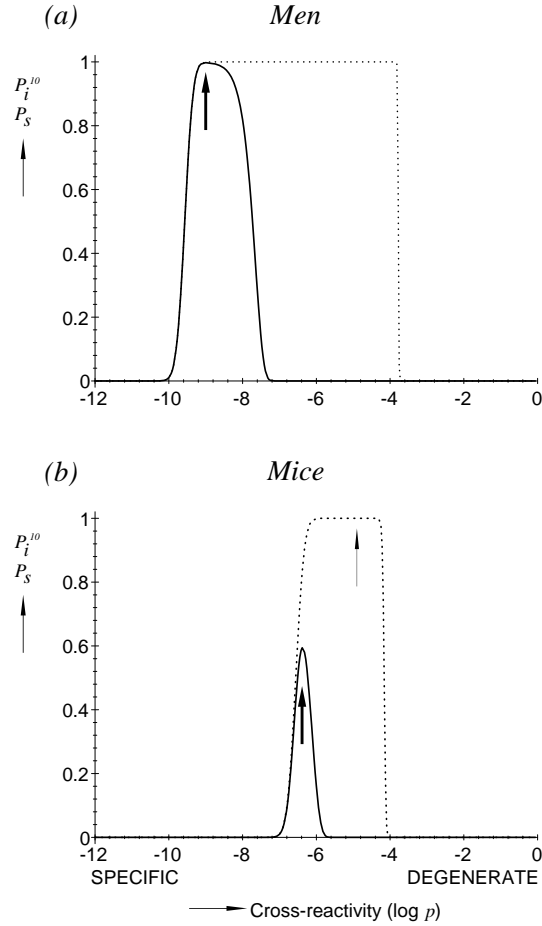 (a) Men
1
P_i^10
P_s
0.8
0.6
0.4
0.2
0
-12 -10 -8 -6 -4 -2 0
(b) Mice
1
P_i^10
P_s
0.8
0.6
0.4
0.2
0
-12 -10 -8 -6 -4 -2 0
SPECIFIC DEGENERATE
Cross-reactivity (log p)